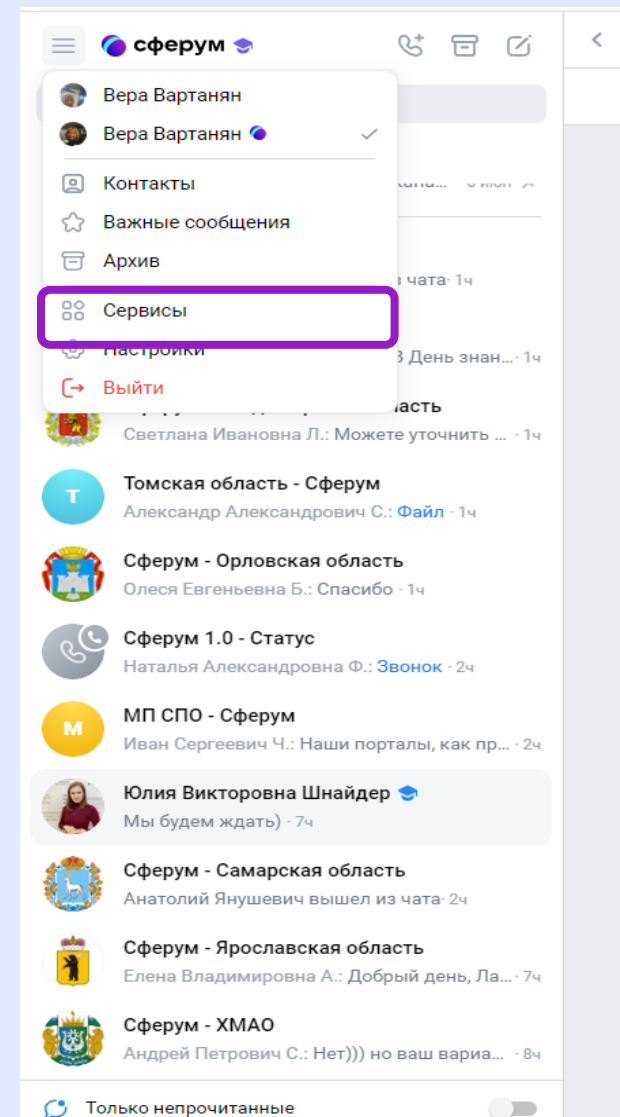 сферум
Вера Вартанян
Вера Вартанян
Контакты
Важные сообщения
Архив
чата· 1ч
Сервисы
Настройки
День знан...· 1ч
Выйти
Светлана Ивановна Л.: Можете уточнить ... · 1ч
Т
Томская область - Сферум
Александр Александрович С.: Файл · 1ч
Сферум - Орловская область
Олеся Евгеньевна Б.: Спасибо · 1ч
Сферум 1.0 - Статус
Наталья Александровна Ф.: Звонок · 2ч
М
МП СПО - Сферум
Иван Сергеевич Ч.: Наши порталы, как пр... · 2ч
Юлия Викторовна Шнайдер
Мы будем ждать) · 7ч
Сферум - Самарская область
Анатолий Янушевич вышел из чата· 2ч
Сферум - Ярославская область
Елена Владимировна А.: Добрый день, Ла... · 7ч
Сферум - ХМАО
Андрей Петрович С.: Нет))) но ваш вариа... · 8ч
Только непрочитанные